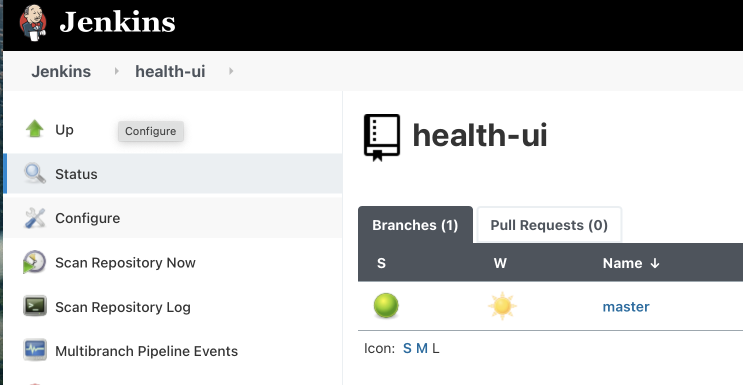 Jenkins
Jenkins health-ui
Up
Configure
Status
Configure
Scan Repository Now
Scan Repository Log
Multibranch Pipeline Events
health-ui
Branches (1) Pull Requests (0)
S W Name ↓
master
Icon: S M L